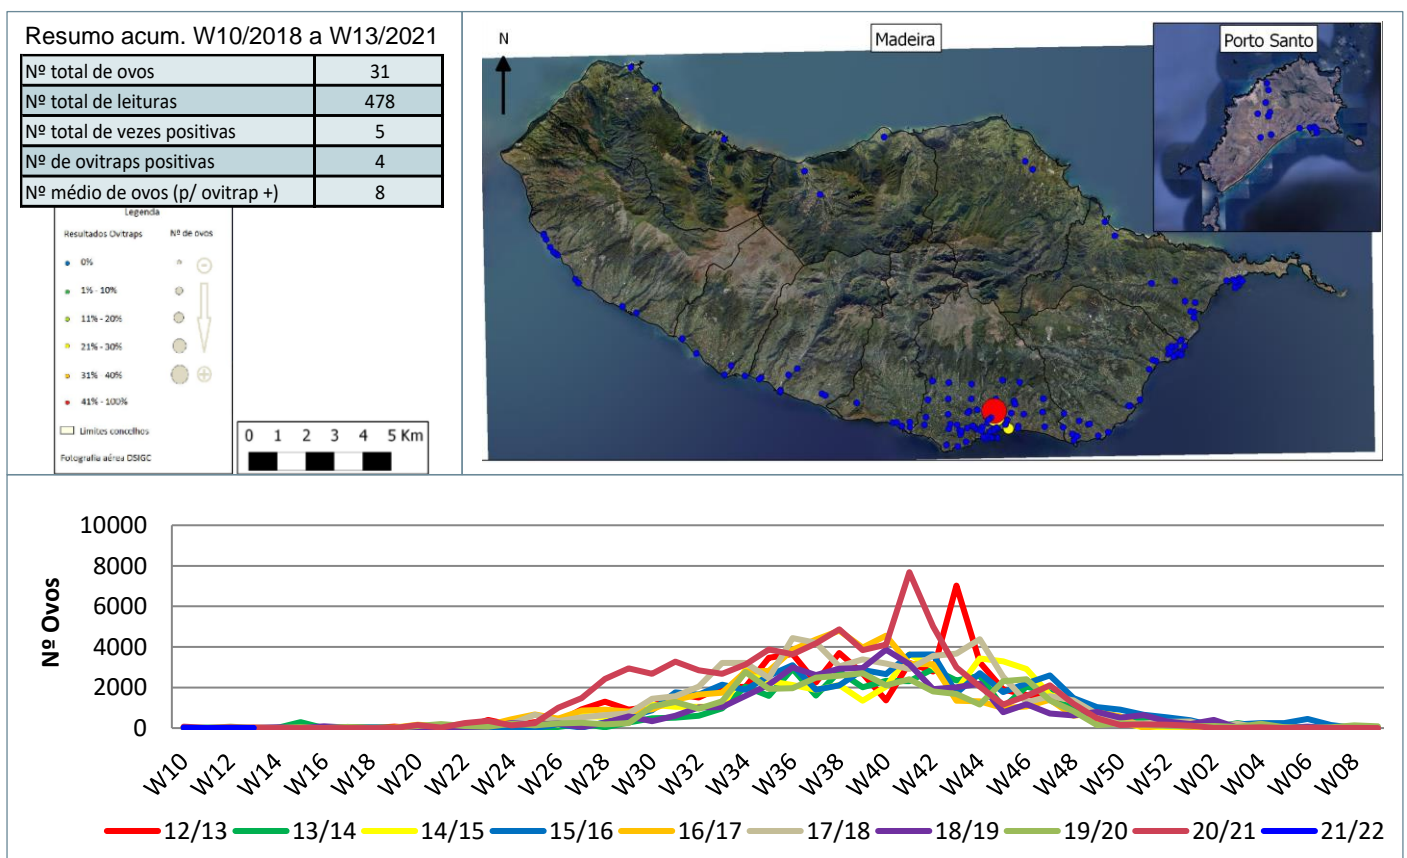 Resumo acum. W10/2018 a W13/2021
Nº total de ovos 31
Nº total de leituras 478
Nº total de vezes positivas 5
Nº de ovitraps positivas 4
Nº médio de ovos (p/ ovitrap +) 8
Legenda
Resultados Ovitraps Nº de ovos
0%
1% - 10%
11% - 20%
21% - 30%
31% - 40%
41% - 100%
Limites concelhos
Fotografia aérea DSIGC
0 1 2 3 4 5 Km
N
Madeira
Porto Santo
10000
8000
6000
4000
2000
0
Nº Ovos
W10 W12 W14 W16 W18 W20 W22 W24 W26 W28 W30 W32 W34 W36 W38 W40 W42 W44 W46 W48 W50 W52 W02 W04 W06 W08
12/13 13/14 14/15 15/16 16/17 17/18 18/19 19/20 20/21 21/22